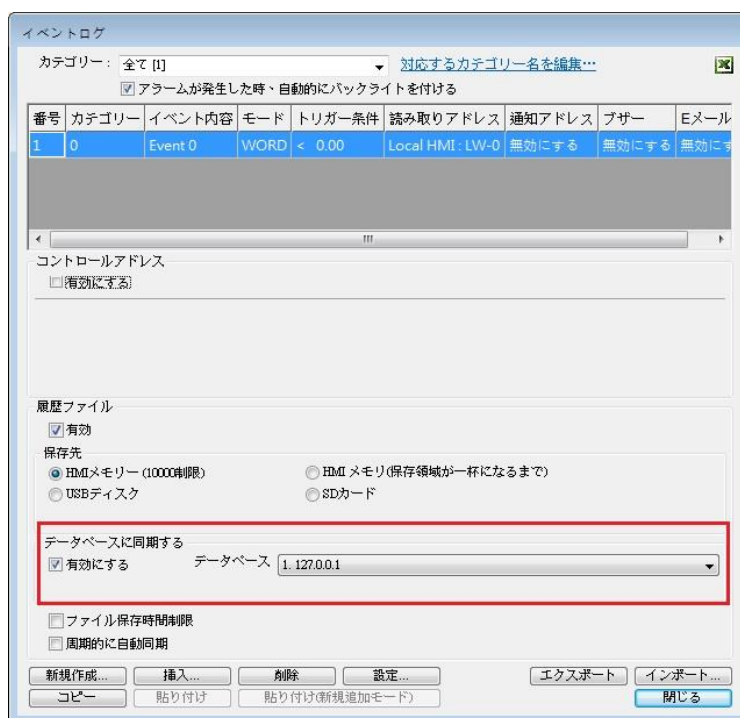 イベントログ
カテゴリー： 全て [1] 対応するカテゴリー名を編集…
アラームが発生した時、自動的にバックライトを付ける
番号 カテゴリー イベント内容 モード トリガー条件 読み取りアドレス 通知アドレス ブザー Eメール
1 0 Event 0 WORD < 0.00 Local HMI : LW-0 無効にする 無効にする 無効にす
コントロールアドレス
有効にする
履歴ファイル
有効
保存先
HMIメモリー (10000制限) HMI メモリ(保存領域が一杯になるまで)
USBディスク SDカード
データベースに同期する
有効にする データベース 1. 127.0.0.1
ファイル保存時間制限
周期的に自動同期
新規作成... 挿入... 削除 設定... エクスポート インポート...
コピー 貼り付け 貼り付け(新規追加モード) 閉じる